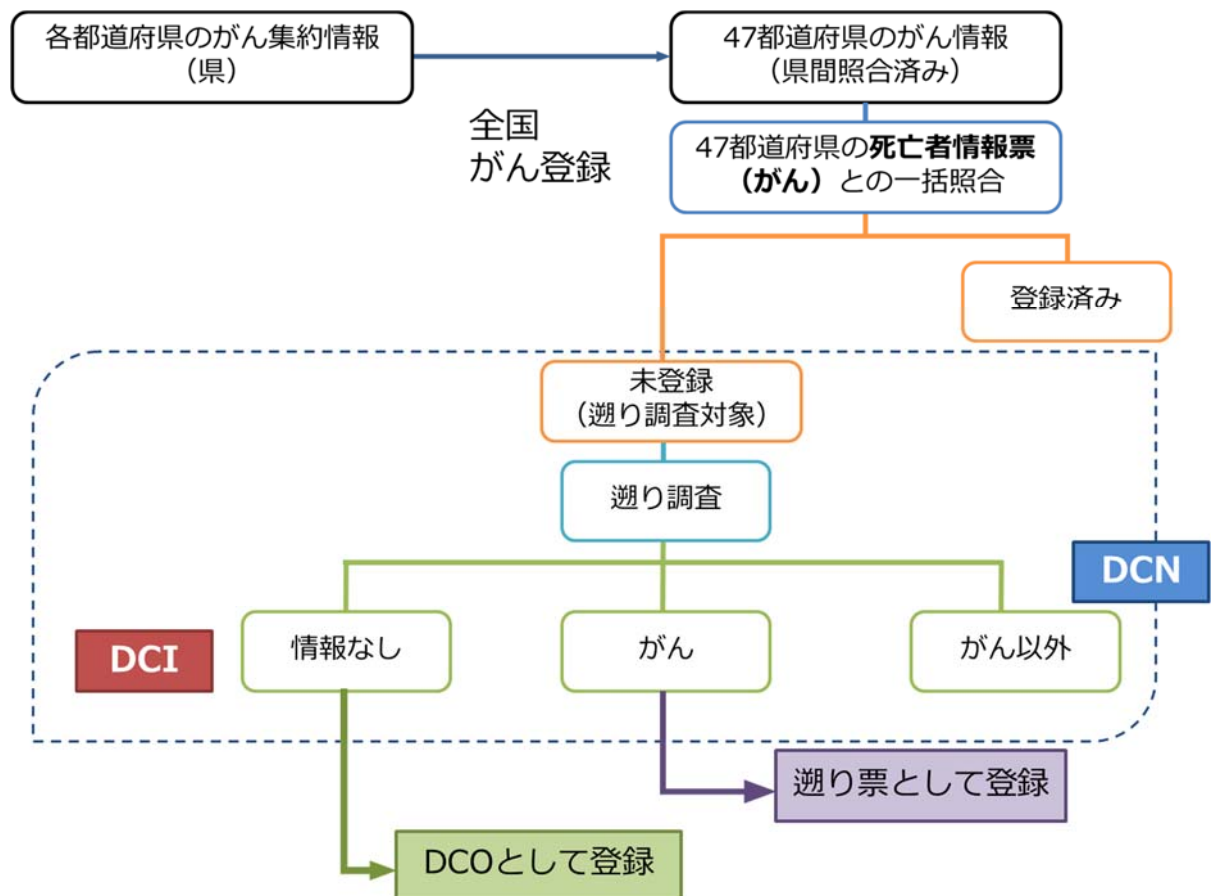 各都道府県のがん集約情報
（県）
47都道府県のがん情報
（県間照合済み）
全国
がん登録
47都道府県の死亡者情報票
（がん）との一括照合
登録済み
未登録
（遡り調査対象）
遡り調査
DCN
情報なし
がん
がん以外
DCI
遡り票として登録
DCOとして登録